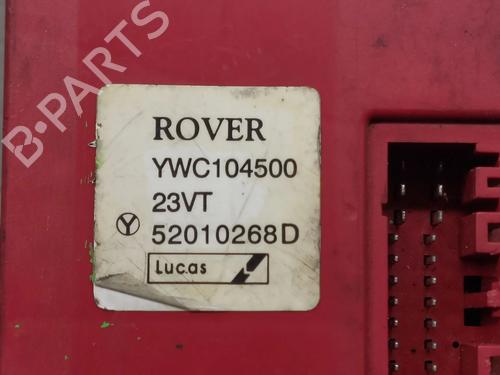 B-PARTS
ROVER
YWC104500
23VT
Y 52010268D
Lucas